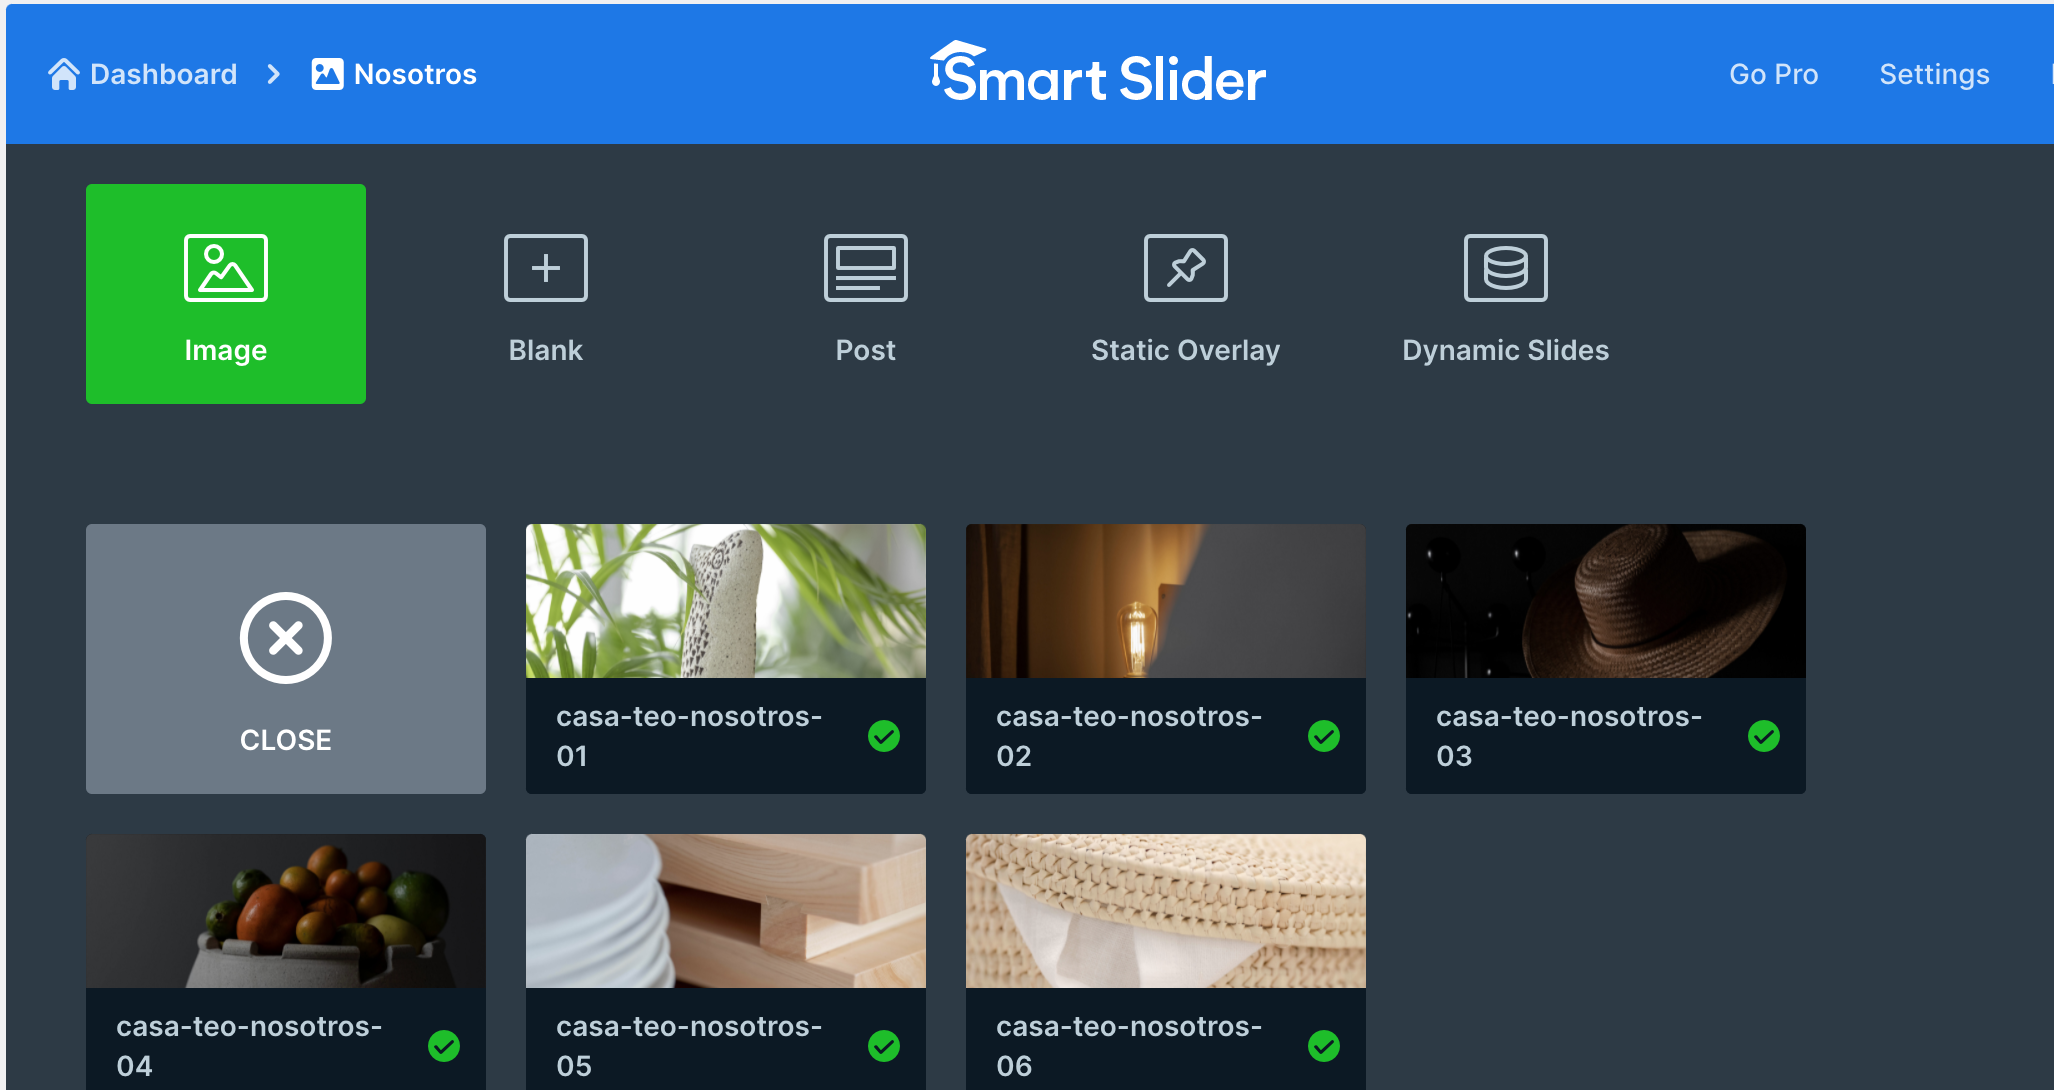 Dashboard
Nosotros
Smart Slider
Go Pro
Settings
Image
Blank
Post
Static Overlay
Dynamic Slides
CLOSE
casa-teo-nosotros-
01
casa-teo-nosotros-
02
casa-teo-nosotros-
03
casa-teo-nosotros-
04
casa-teo-nosotros-
05
casa-teo-nosotros-
06